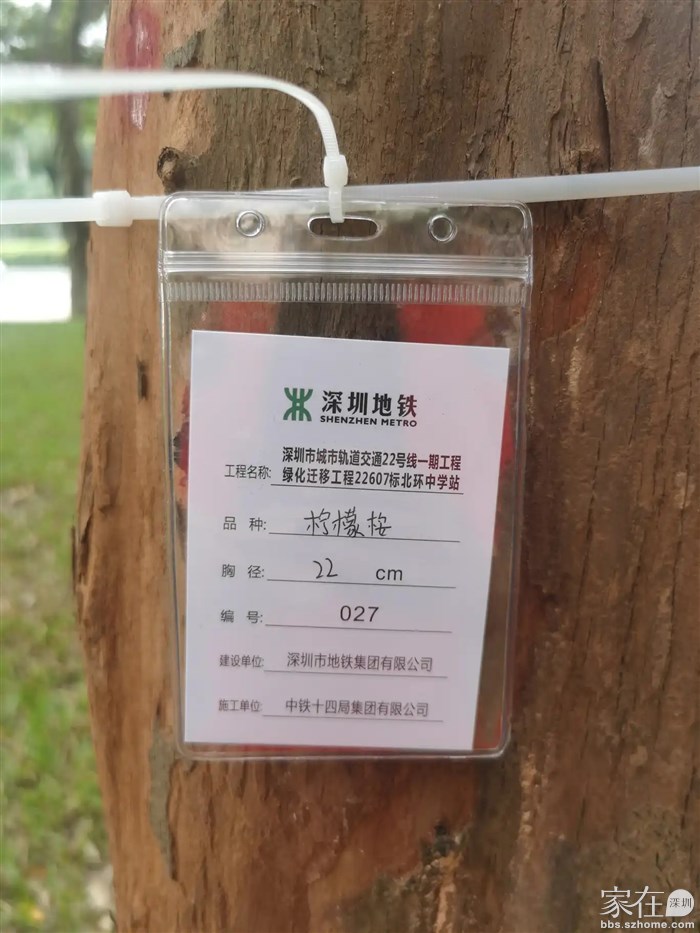 深圳地铁
SHENZHEN METRO
工程名称: 深圳市城市轨道交通22号线一期工程
绿化迁移工程22607标北环中学站
品 种: 柠檬桉
胸 径: 22 cm
编 号: 027
建设单位: 深圳市地铁集团有限公司
施工单位: 中铁十四局集团有限公司
家在深圳
bbs.szhome.com